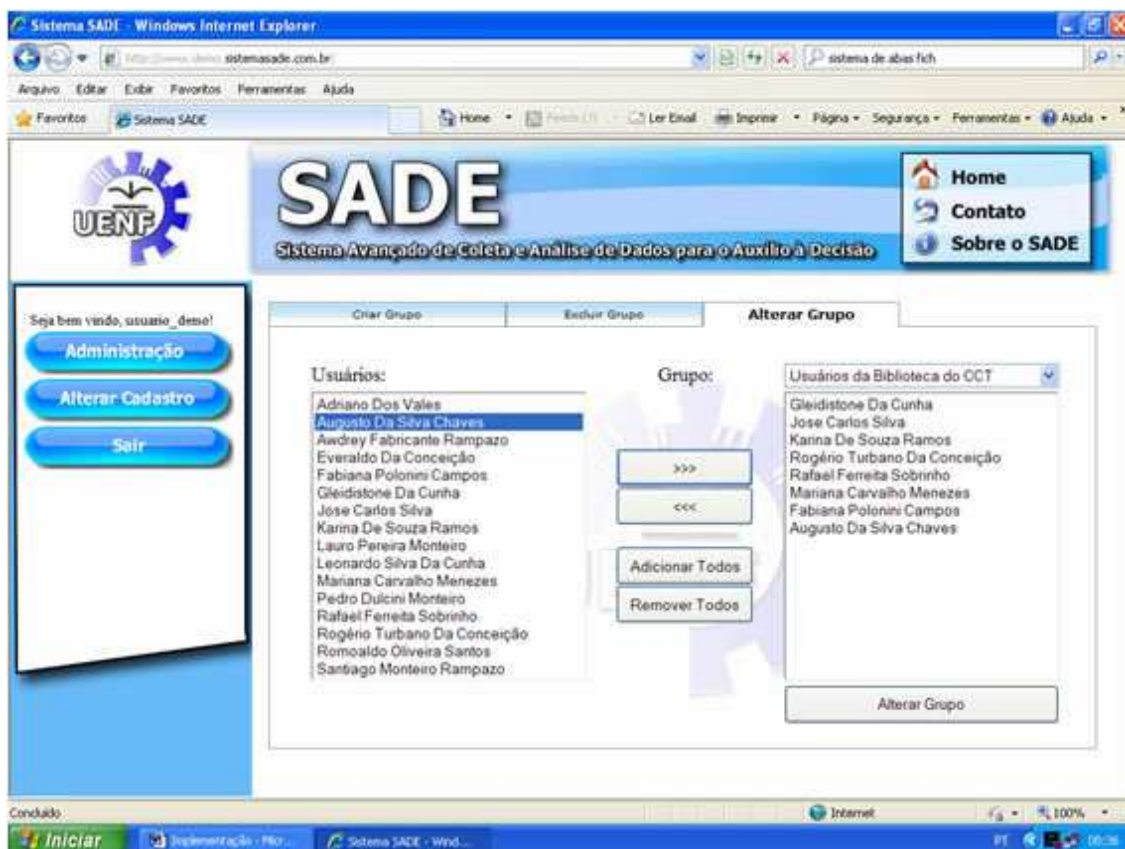 Sistema SADE - Windows Internet Explorer
sistemasade.com.br
sistema de abas fich
Arquivo Editar Exibir Favoritos Ferramentas Ajuda
Favoritos Sistema SADE Home Ler Email Imprimir Página Segurança Ferramentas Ajuda
UENF
SADE
Sistema Avançado de Coleta e Análise de Dados para o Auxílio à Decisão
Home
Contato
Sobre o SADE
Seja bem vindo, usuario_demo!
Administração
Alterar Cadastro
Sair
Criar Grupo Excluir Grupo Alterar Grupo
Usuários:
Adriano Dos Vales
Augusto Da Silva Chaves
Awdrey Fabricante Rampazo
Everaldo Da Conceição
Fabiana Polonini Campos
Gleidistone Da Cunha
Jose Carlos Silva
Karina De Souza Ramos
Lauro Pereira Monteiro
Leonardo Silva Da Cunha
Mariana Carvalho Menezes
Pedro Dulcini Monteiro
Rafael Ferreita Sobrinho
Rogério Turbano Da Conceição
Romoaldo Oliveira Santos
Santiago Monteiro Rampazo
>>>
<<<
Adicionar Todos
Remover Todos
Grupo:
Usuários da Biblioteca do CCT
Gleidistone Da Cunha
Jose Carlos Silva
Karina De Souza Ramos
Rogério Turbano Da Conceição
Rafael Ferreita Sobrinho
Mariana Carvalho Menezes
Fabiana Polonini Campos
Augusto Da Silva Chaves
Alterar Grupo
Concluído Internet 100%
Iniciar Implementação - Micr... Sistema SADE - Wind... PT 00:36